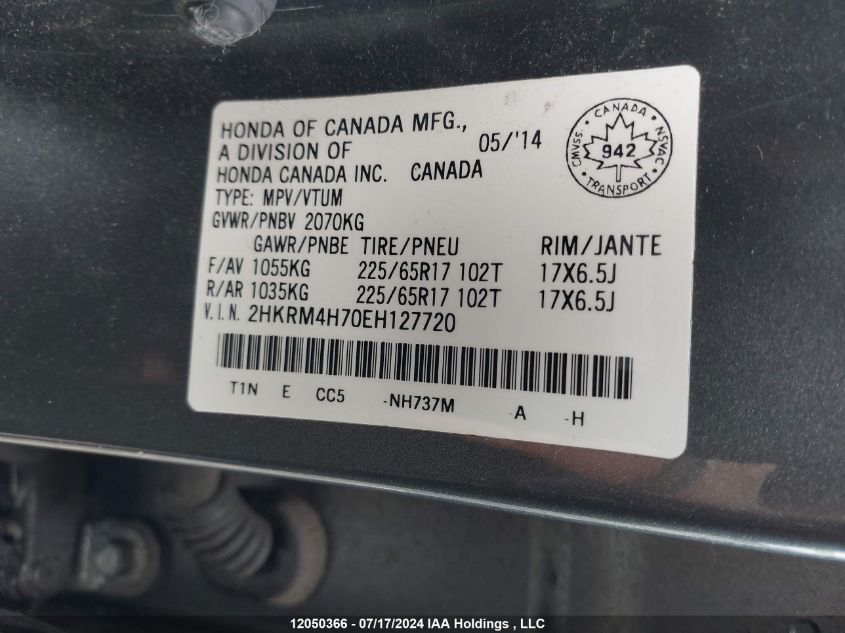 HONDA OF CANADA MFG.,
A DIVISION OF 05/'14
HONDA CANADA INC. CANADA
TYPE: MPV/VTUM
GVWR/PNBV 2070KG
GAWR/PNBE TIRE/PNEU RIM/JANTE
F/AV 1055KG 225/65R17 102T 17X6.5J
R/AR 1035KG 225/65R17 102T 17X6.5J
V.I.N. 2HKRM4H70EH127720
T1N E CC5 -NH737M -A -H
CANADA
CMVSS 942 NSVAC
TRANSPORT
12050366 - 07/17/2024 IAA Holdings , LLC